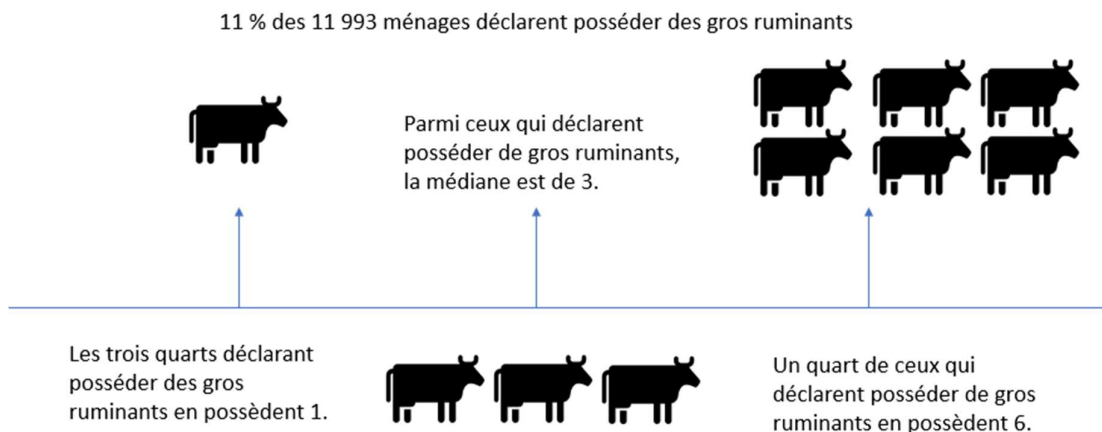 11 % des 11 993 ménages déclarent posséder des gros ruminants
Parmi ceux qui déclarent
posséder de gros ruminants,
la médiane est de 3.
Les trois quarts déclarant
posséder des gros
ruminants en possèdent 1.
Un quart de ceux qui
déclarent posséder de gros
ruminants en possèdent 6.